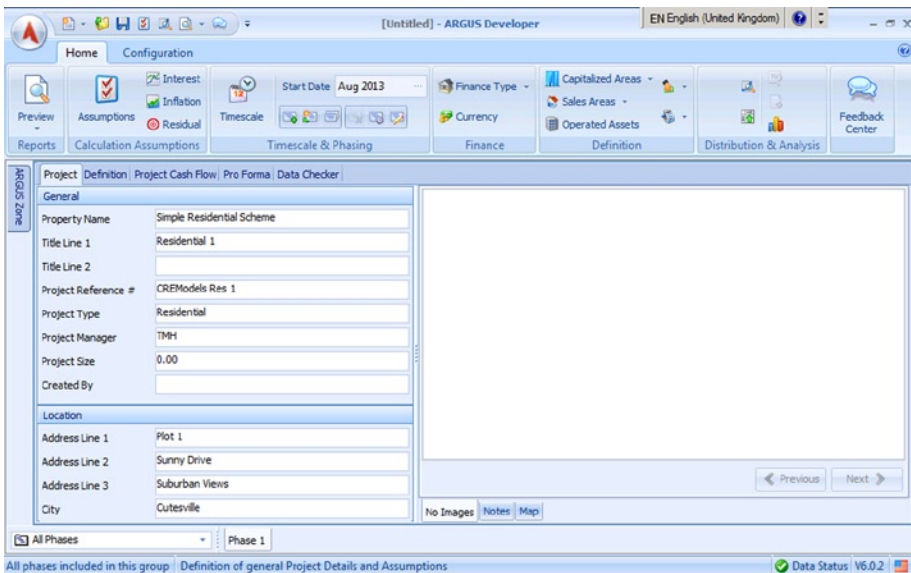 [Untitled] - ARGUS Developer
EN English (United Kingdom)
Home Configuration
Preview
Reports
Assumptions
Interest
Inflation
Residual
Calculation Assumptions
Timescale
Start Date Aug 2013
Timescale & Phasing
Finance Type
Currency
Finance
Capitalized Areas
Sales Areas
Operated Assets
Definition
Distribution & Analysis
Feedback Center
ARGUS Zone
Project Definition Project Cash Flow Pro Forma Data Checker
General
Property Name Simple Residential Scheme
Title Line 1 Residential 1
Title Line 2
Project Reference # CREModels Res 1
Project Type Residential
Project Manager TMH
Project Size 0.00
Created By
Location
Address Line 1 Plot 1
Address Line 2 Sunny Drive
Address Line 3 Suburban Views
City Cutesville
Previous Next
No Images Notes Map
All Phases Phase 1
All phases included in this group Definition of general Project Details and Assumptions Data Status V6.0.2